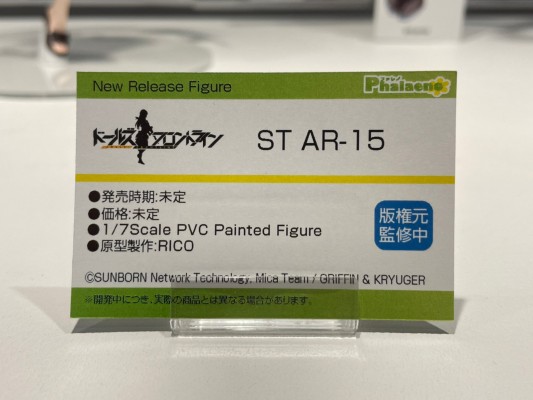 New Release Figure
Phalaeno
ドールズフロントライン
ST AR-15
●発売時期:未定
●価格:未定
●1/7Scale PVC Painted Figure
●原型製作:RICO
版権元
監修中
©SUNBORN Network Technology. Mica Team / GRIFFIN & KRYUGER
※開発中につき、実際の商品とは異なる場合があります。